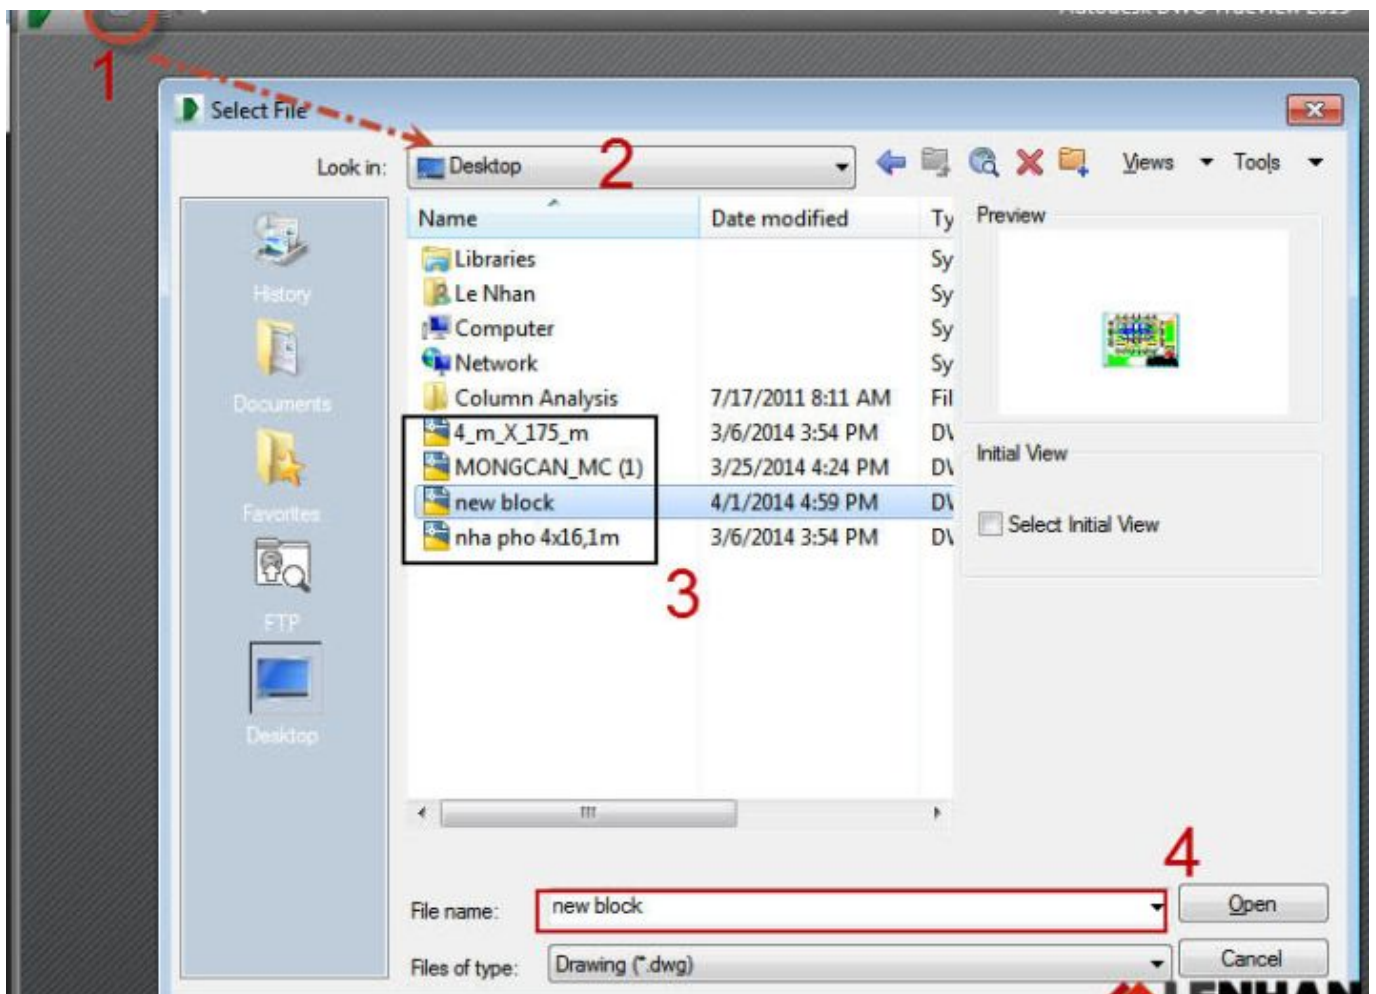 1
Select File
Look in:
Desktop
2
Views
Tools
Name
Date modified
Ty
Preview
Libraries
Sy
Le Nhan
Sy
Computer
Sy
Network
Sy
Column Analysis
7/17/2011 8:11 AM
Fil
4_m_X_175_m
3/6/2014 3:54 PM
MONGCAN_MC (1)
3/25/2014 4:24 PM
new block
4/1/2014 4:59 PM
nha pho 4x16,1m
3/6/2014 3:54 PM
Initial View
Select Initial View
History
Documents
Favorites
FTP
Desktop
3
4
File name:
new block
Open
Files of type:
Drawing (*.dwg)
Cancel
LENHAN